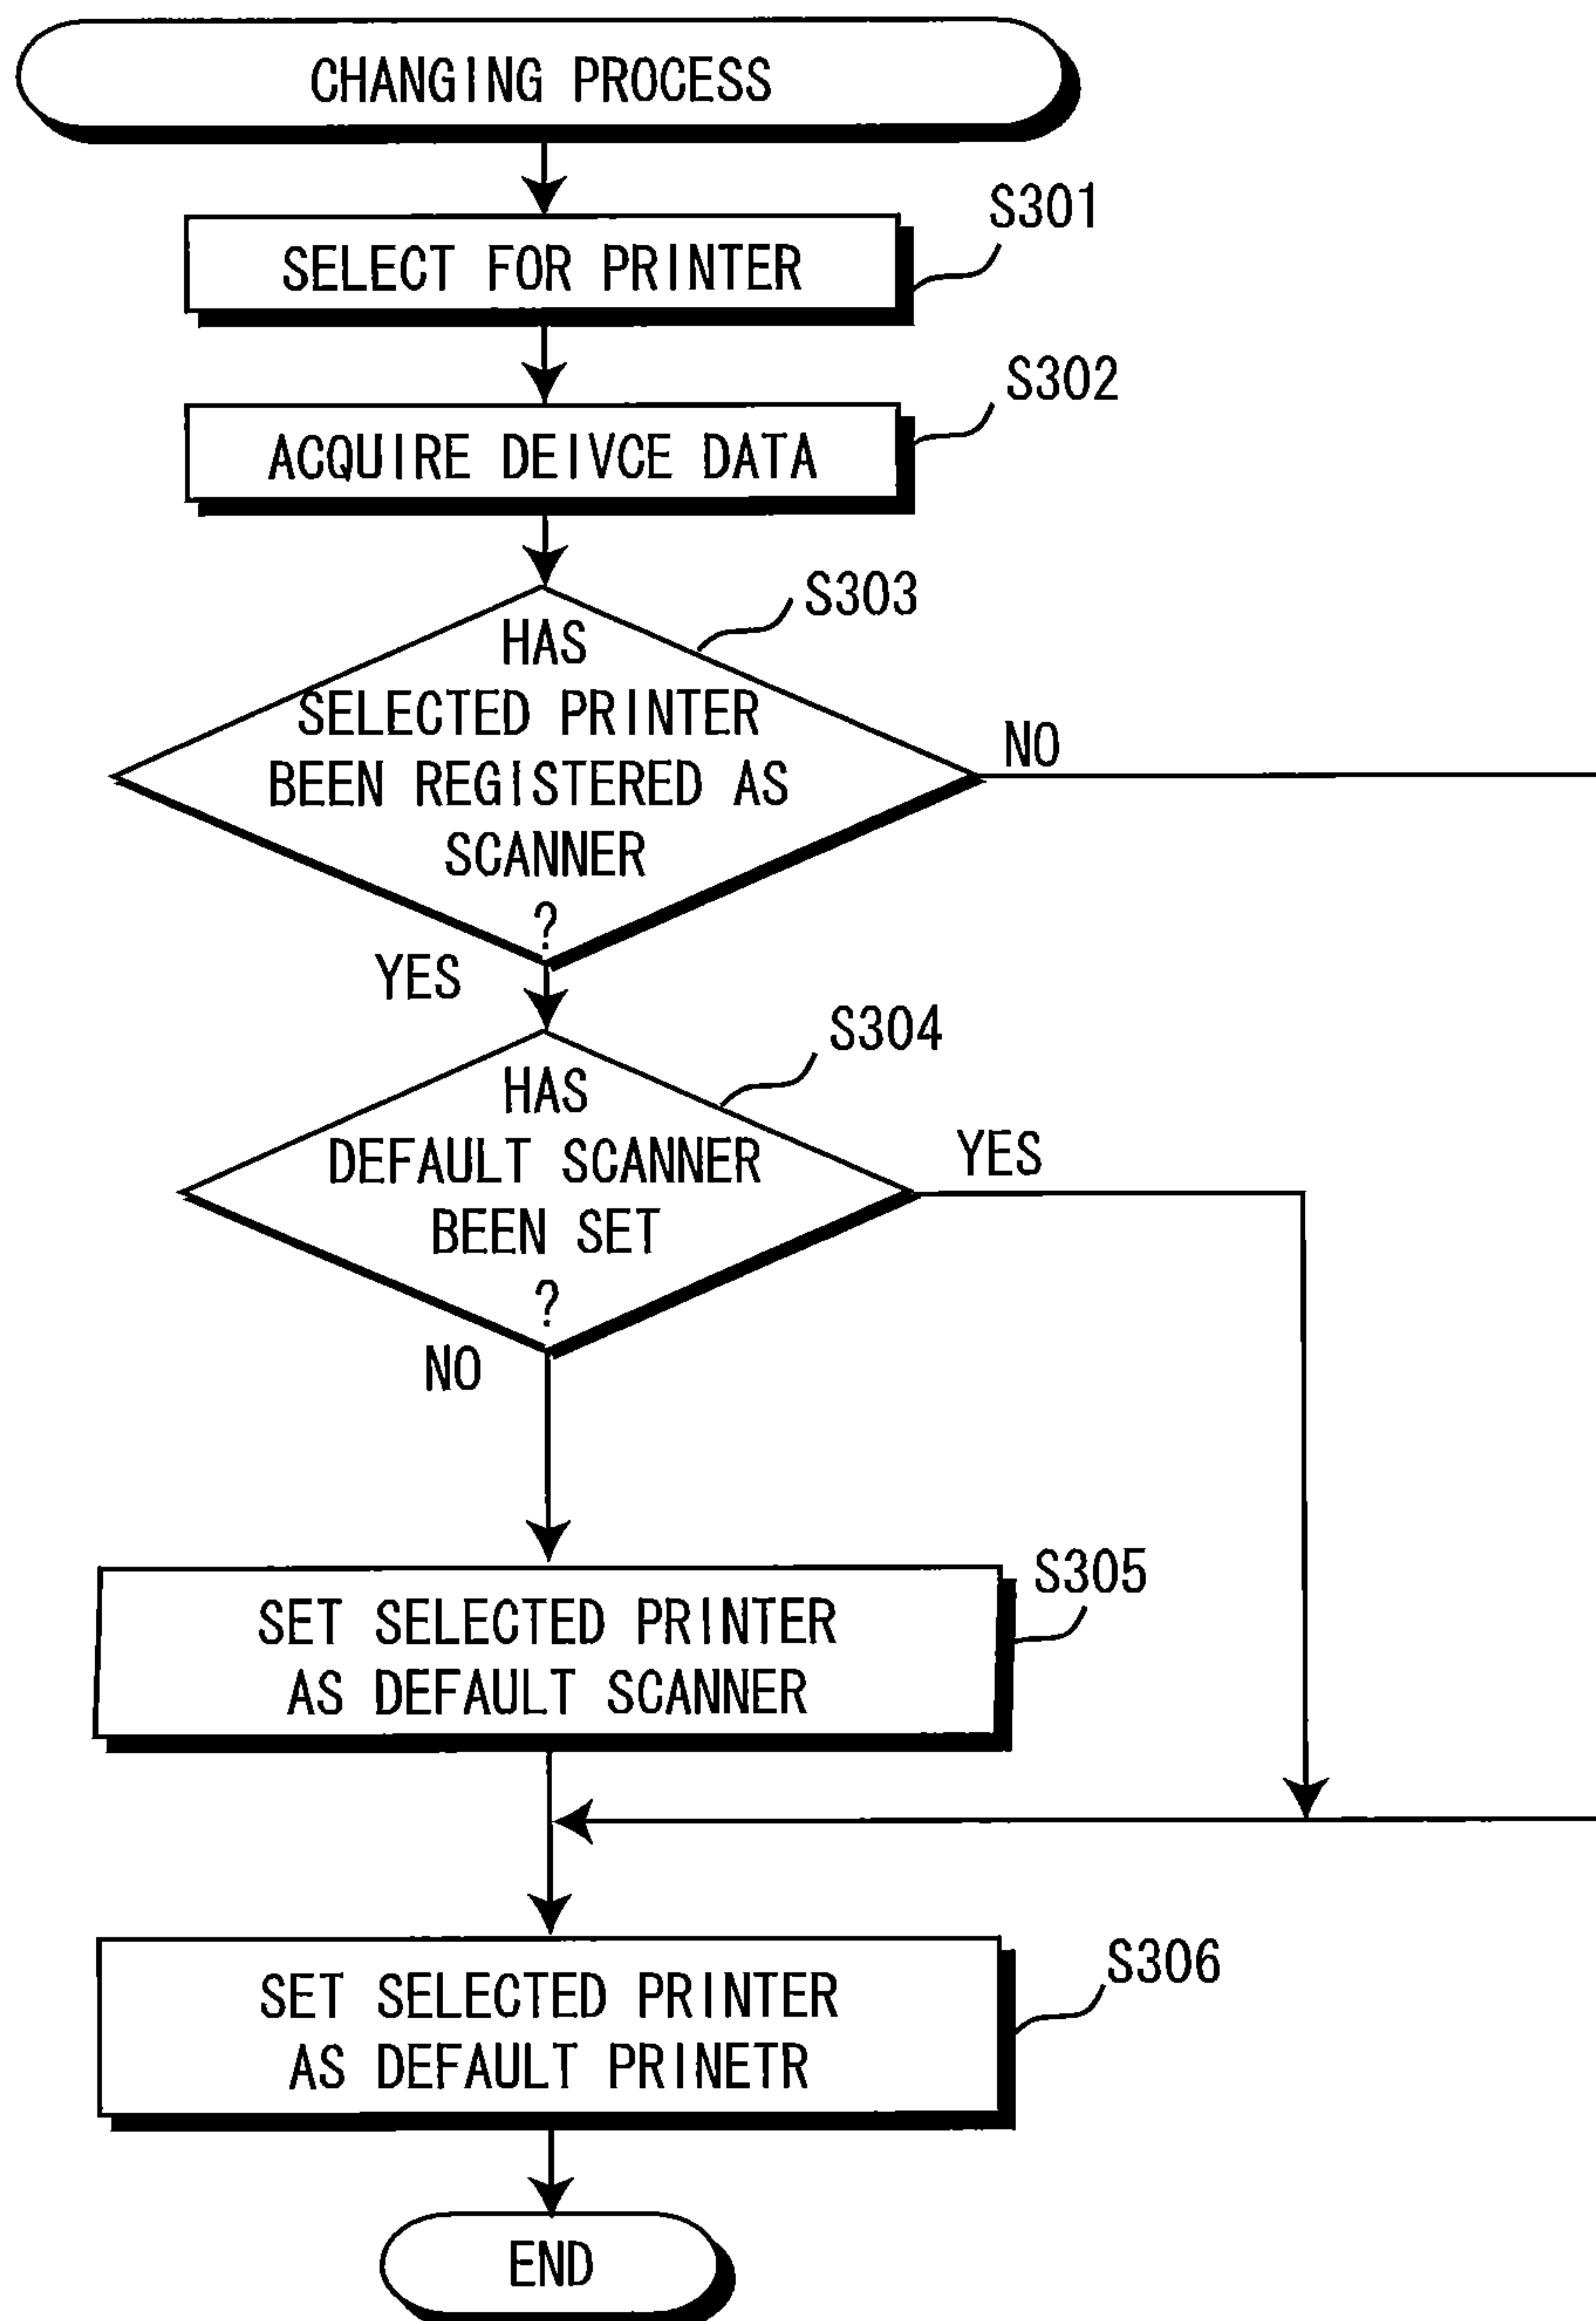 CHANGING PROCESS
S301
SELECT FOR PRINTER
S302
ACQUIRE DEIVCE DATA
S303
HAS
SELECTED PRINTER
BEEN REGISTERED AS
SCANNER
?
NO
YES
S304
HAS
DEFAULT SCANNER
BEEN SET
?
YES
NO
S305
SET SELECTED PRINTER
AS DEFAULT SCANNER
S306
SET SELECTED PRINTER
AS DEFAULT PRINETR
END